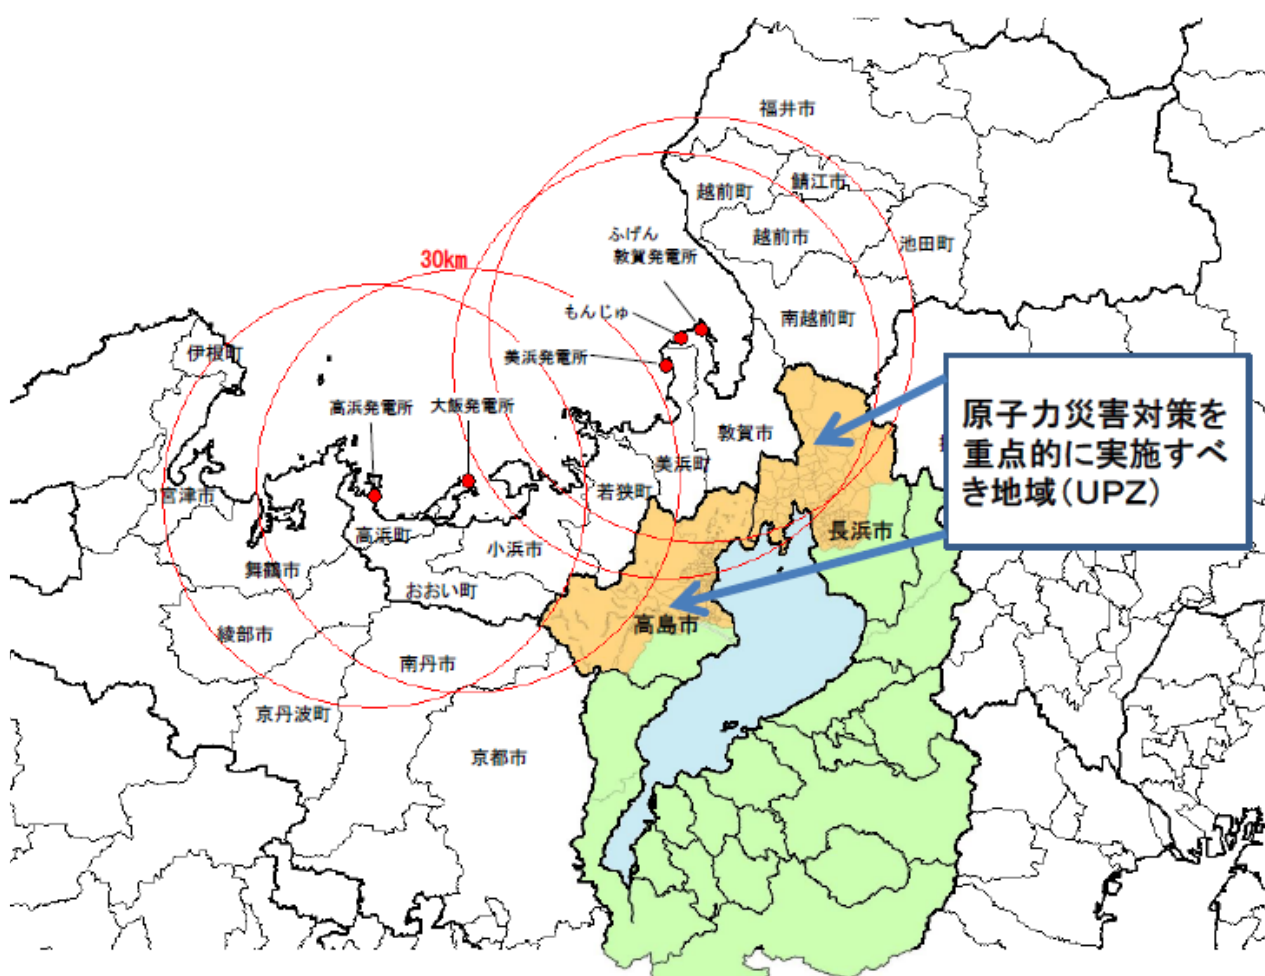 福井市
越前町
鯖江市
ふげん
敦賀発電所
越前市
池田町
30km
もんじゅ
南越前町
伊根町
美浜発電所
高浜発電所
大飯発電所
原子力災害対策を
重点的に実施すべ
き地域(UPZ)
敦賀市
美浜町
若狭町
宮津市
長浜市
高浜町
小浜市
舞鶴市
おおい町
綾部市
高島市
南丹市
京丹波町
京都市